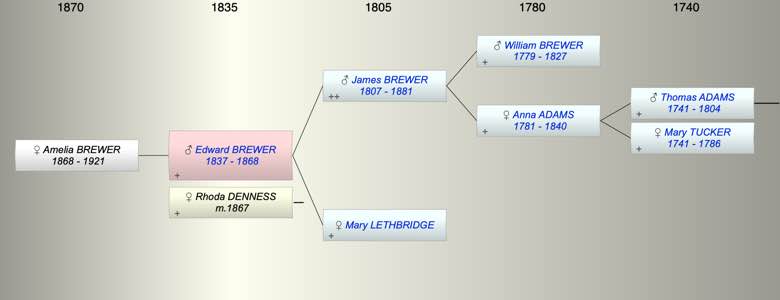 1870 1835 1805 1780 1740
♂ William BREWER
1779 - 1827
+
♂ James BREWER
1807 - 1881
++
♂ Thomas ADAMS
1741 - 1804
+
♀ Anna ADAMS
1781 - 1840
+
♀ Mary TUCKER
1741 - 1786
+
♀ Amelia BREWER
1868 - 1921
♂ Edward BREWER
1837 - 1868
+
♀ Rhoda DENNESS
m.1867
+
♀ Mary LETHBRIDGE
+